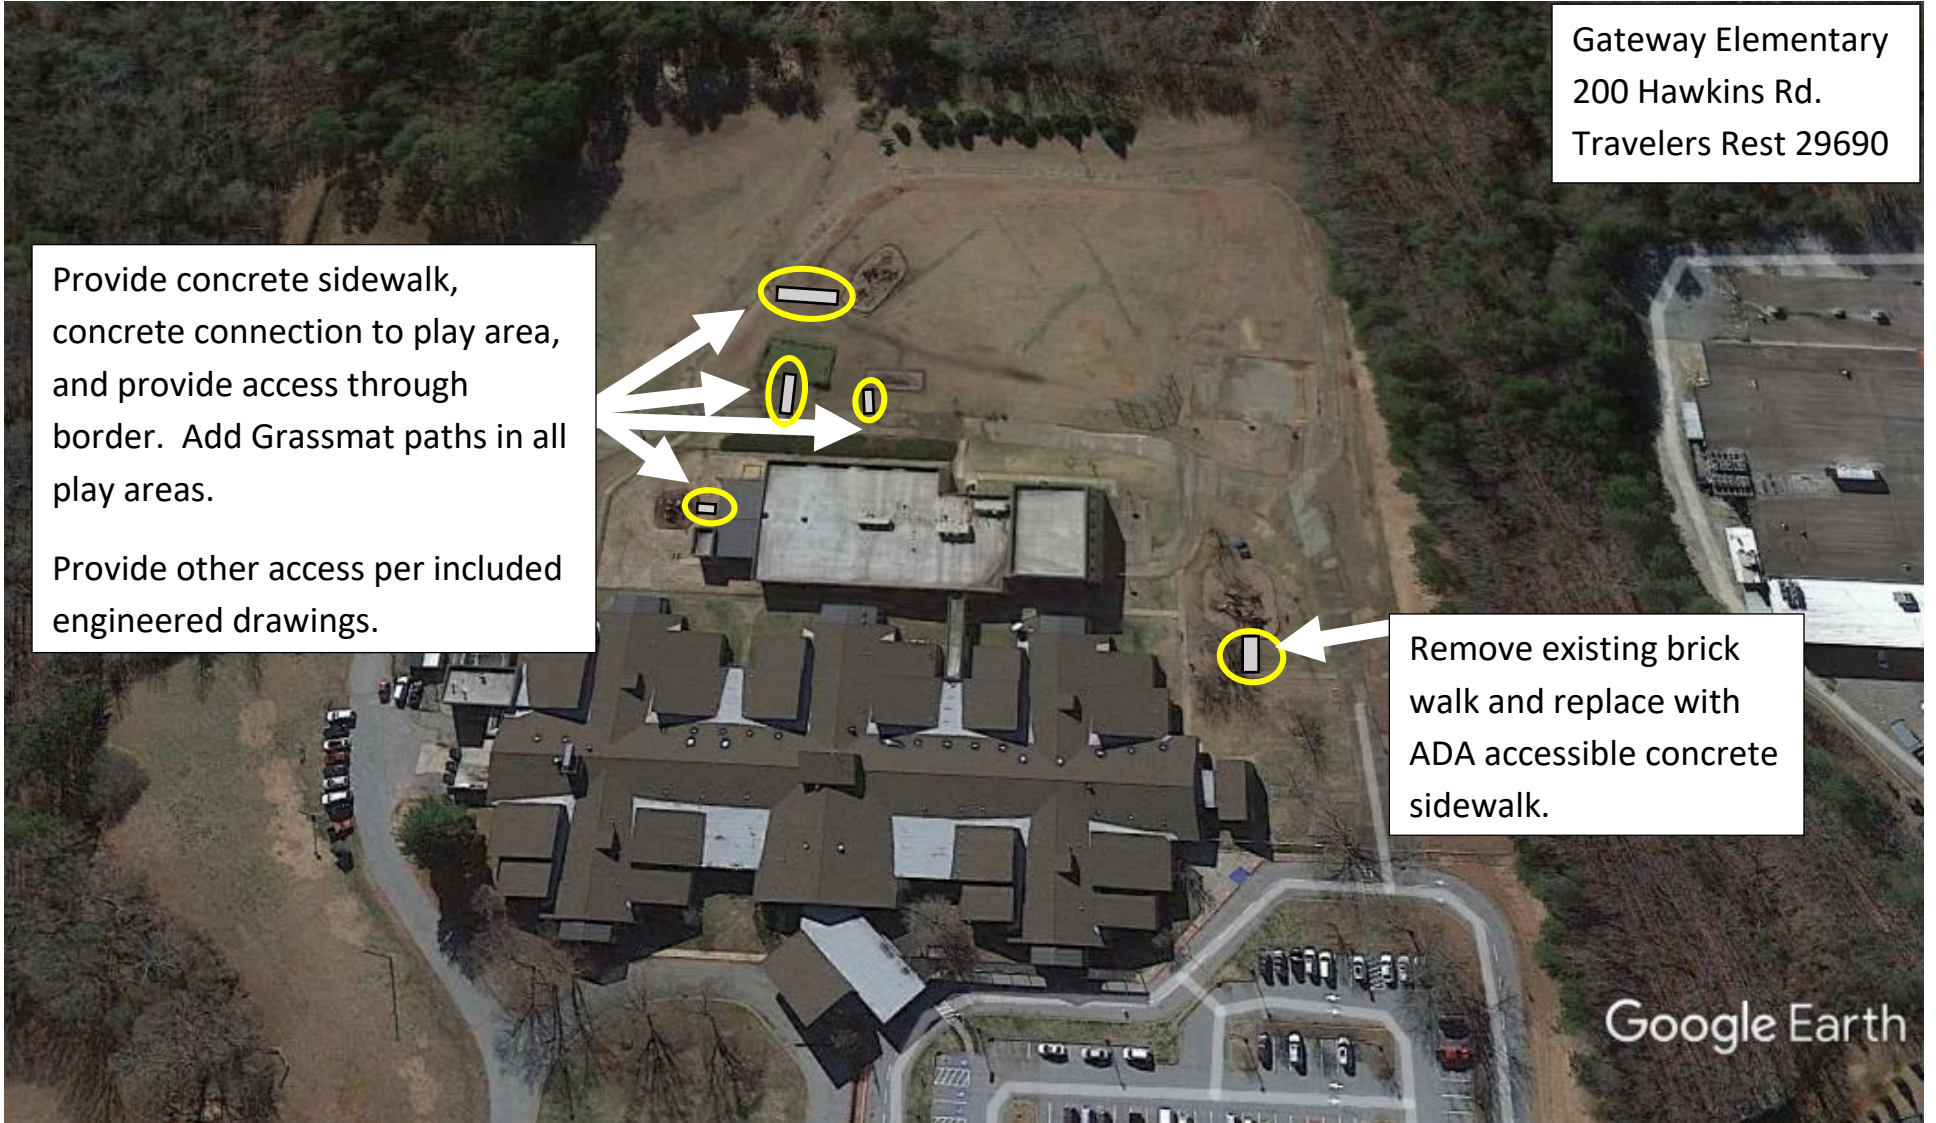 Gateway Elementary
200 Hawkins Rd.
Travelers Rest 29690
Provide concrete sidewalk,
concrete connection to play area,
and provide access through
border.  Add Grassmat paths in all
play areas.
Provide other access per included
engineered drawings.
Remove existing brick
walk and replace with
ADA accessible concrete
sidewalk.
Google Earth